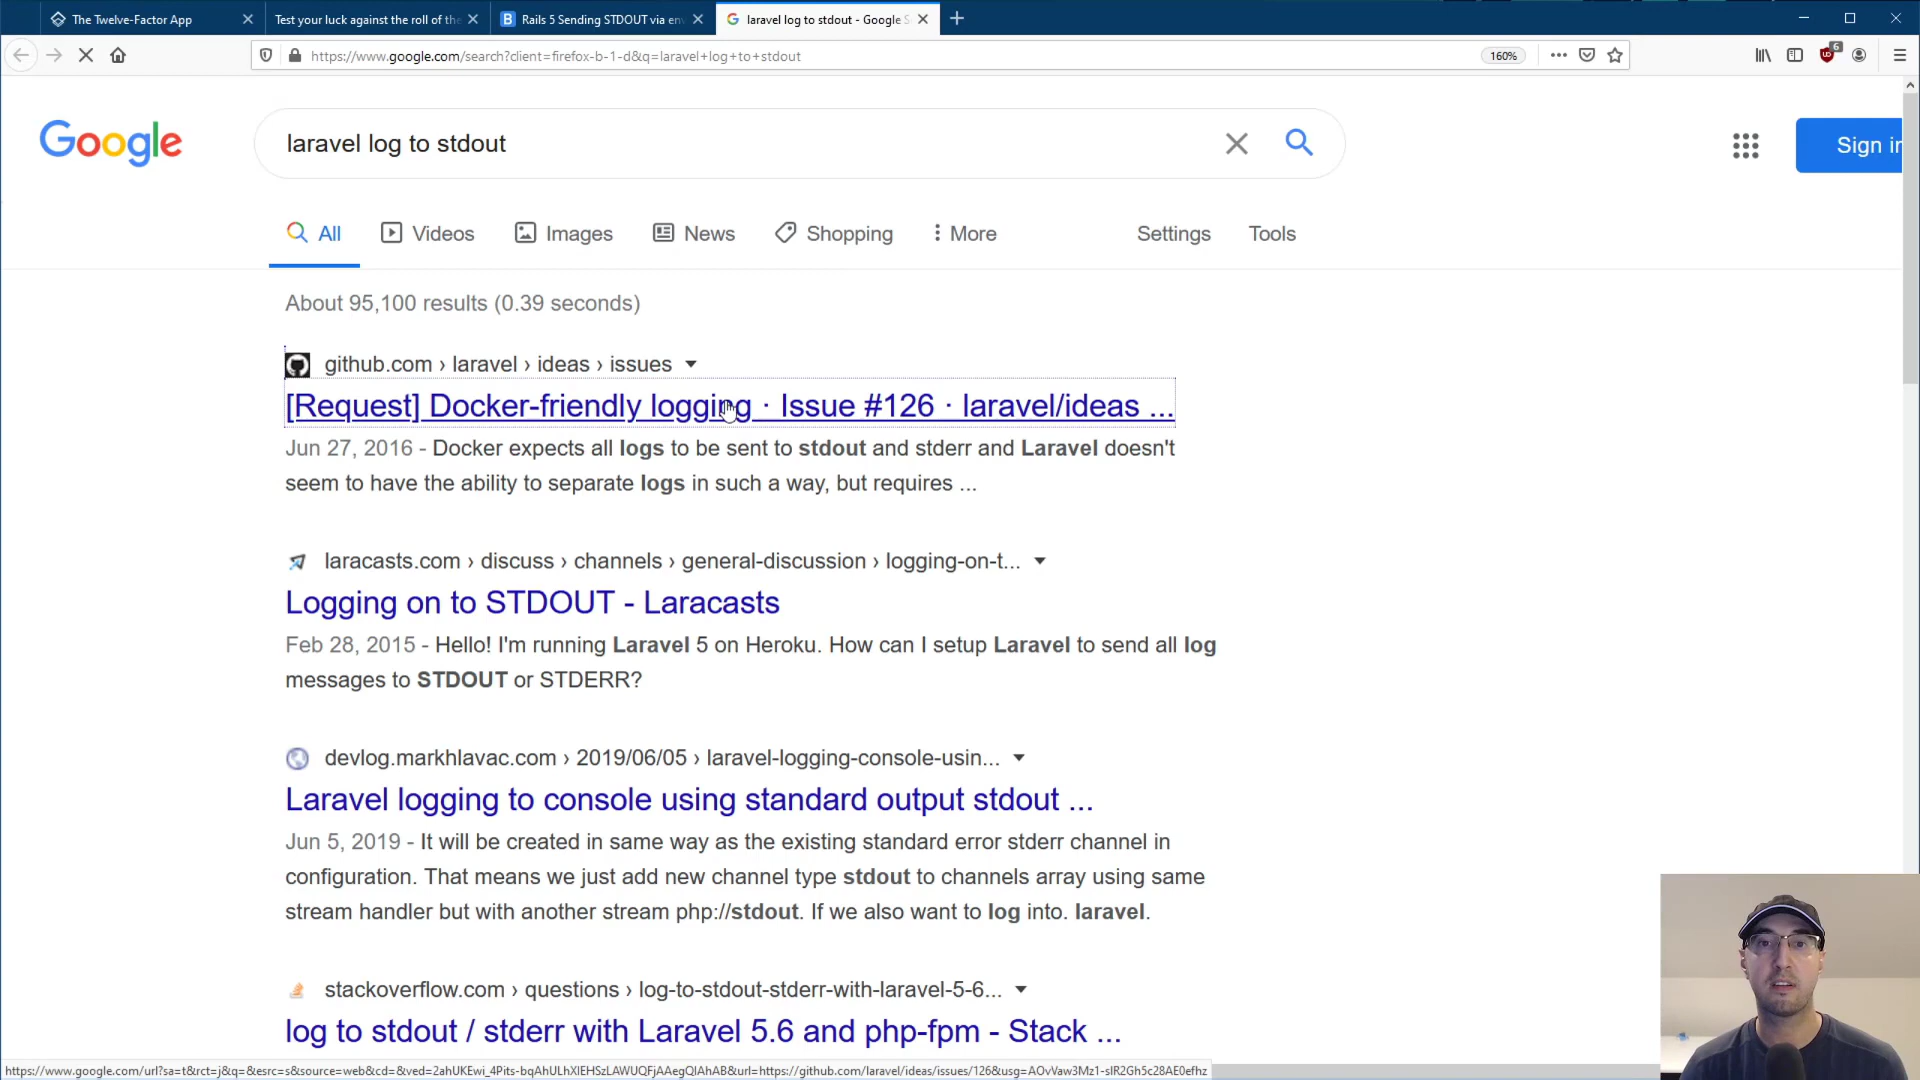 The Twelve-Factor App
Test your luck against the roll of the
Rails 5 Sending STDOUT via en
laravel log to stdout - Google S
https://www.google.com/search?client=firefox-b-1-d&q=laravel+log+to+stdout
160%
6
Google
laravel log to stdout
Sign in
All
Videos
Images
News
Shopping
More
Settings
Tools
About 95,100 results (0.39 seconds)
github.com › laravel › ideas › issues
[Request] Docker-friendly logging · Issue #126 · laravel/ideas ...
Jun 27, 2016 - Docker expects all logs to be sent to stdout and stderr and Laravel doesn't
seem to have the ability to separate logs in such a way, but requires ...
laracasts.com › discuss › channels › general-discussion › logging-on-t...
Logging on to STDOUT - Laracasts
Feb 28, 2015 - Hello! I'm running Laravel 5 on Heroku. How can I setup Laravel to send all log
messages to STDOUT or STDERR?
devlog.markhlavac.com › 2019/06/05 › laravel-logging-console-usin...
Laravel logging to console using standard output stdout ...
Jun 5, 2019 - It will be created in same way as the existing standard error stderr channel in
configuration. That means we just add new channel type stdout to channels array using same
stream handler but with another stream php://stdout. If we also want to log into. laravel.
stackoverflow.com › questions › log-to-stdout-stderr-with-laravel-5-6...
log to stdout / stderr with Laravel 5.6 and php-fpm - Stack ...